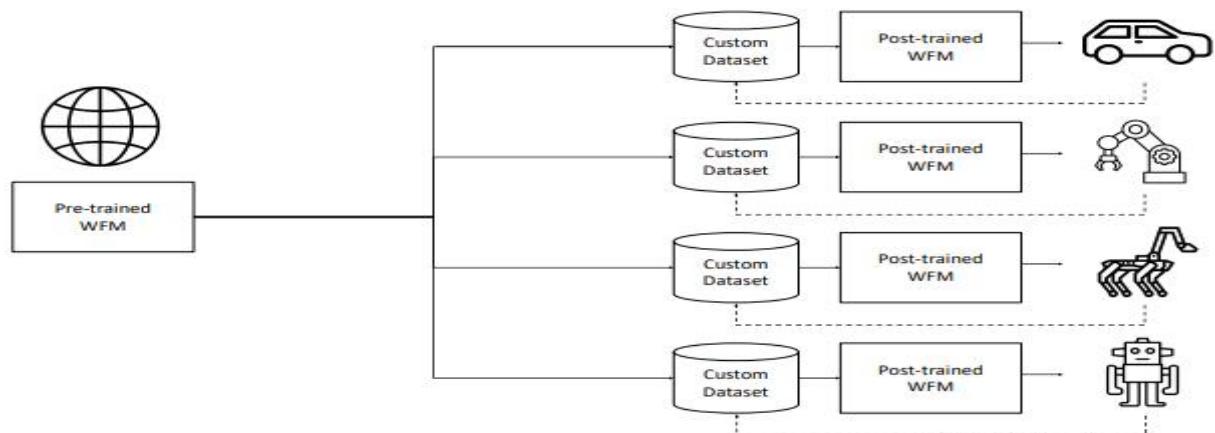 Custom
Dataset
Post-trained
WFM
Custom
Dataset
Post-trained
WFM
Pre-trained
WFM
Custom
Dataset
Post-trained
WFM
Custom
Dataset
Post-trained
WFM